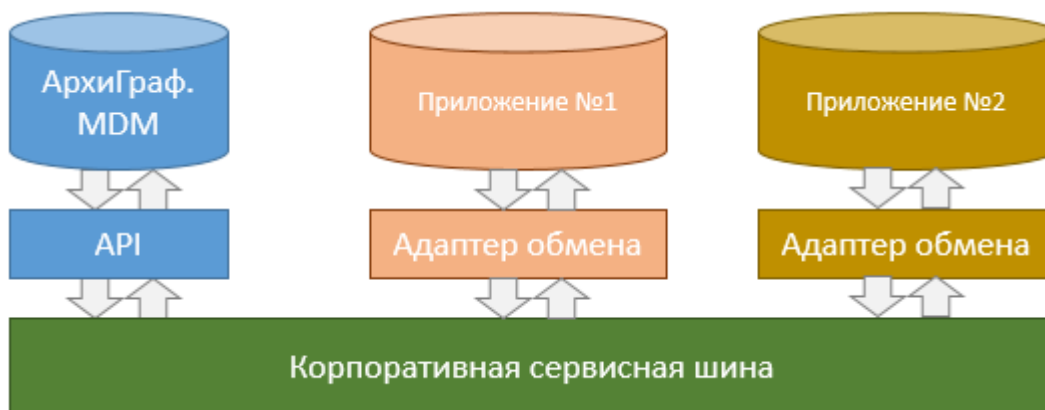 АрхиГраф.
MDM
Приложение №1
Приложение №2
API
Адаптер обмена
Адаптер обмена
Корпоративная сервисная шина